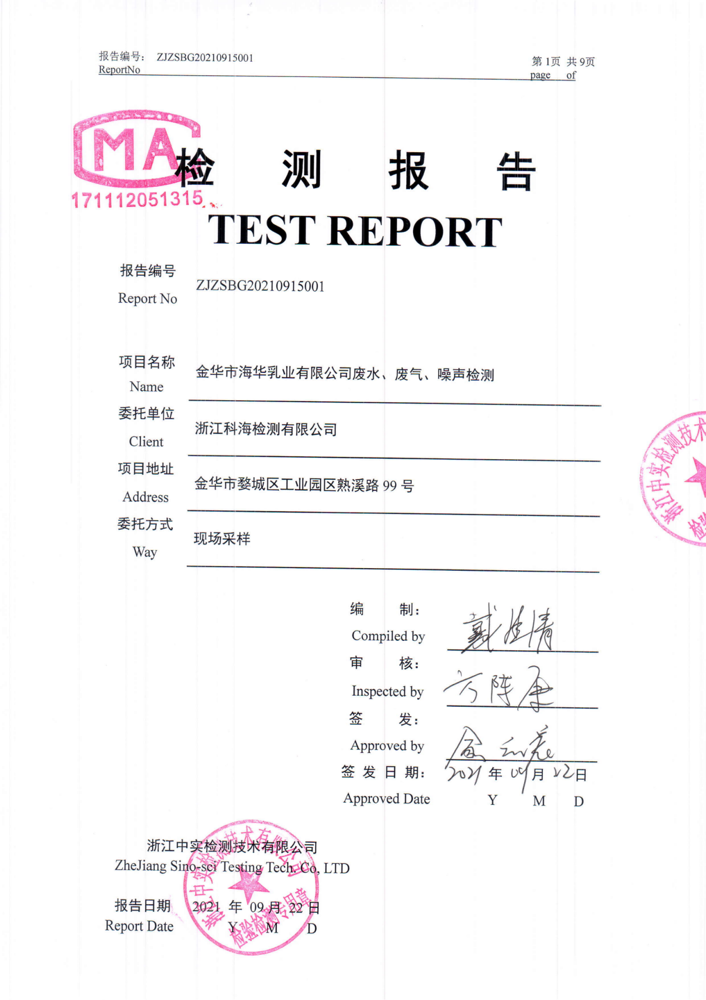 报告编号： ZJZSBG20210915001
ReportNo
第 1页 共 9页
page of
MA
171112051315
检 测 报 告
TEST REPORT
报告编号
Report No
ZJZSBG20210915001
项目名称
Name
金华市海华乳业有限公司废水、废气、噪声检测
委托单位
Client
浙江科海检测有限公司
项目地址
Address
金华市婺城区工业园区熟溪路 99 号
委托方式
Way
现场采样
浙江中实检测技术
检验
编 制：
Compiled by
审 核：
Inspected by
方阵康
签 发：
Approved by
签 发 日 期： 2021 年 09 月 22 日
Approved Date Y M D
浙江中实检测技术有限公司
ZheJiang Sino-sci Testing Tech. Co, LTD
报告日期 2021 年 09 月 22 日
Report Date Y M D
浙江中实检测技术有限公司
检验检测专用章